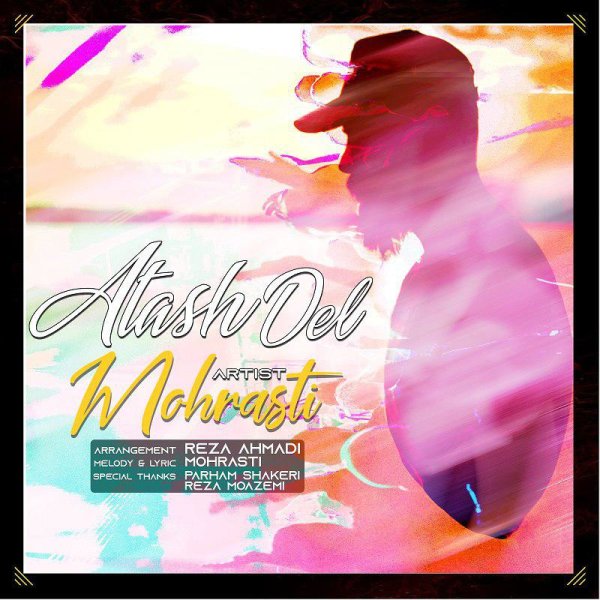 Atash Del
ARTIST
Mohrasti
ARRANGEMENT REZA AHMADI
MELODY & LYRIC MOHRASTI
SPECIAL THANKS PARHAM SHAKERI
REZA MOAZEMI